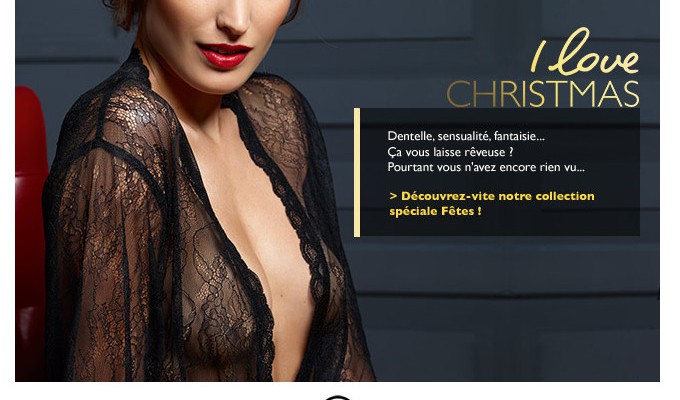 I love
CHRISTMAS
Dentelle, sensualité, fantaisie...
Ça vous laisse rêveuse ?
Pourtant vous n'avez encore rien vu...
> Découvrez-vite notre collection
spéciale Fêtes !